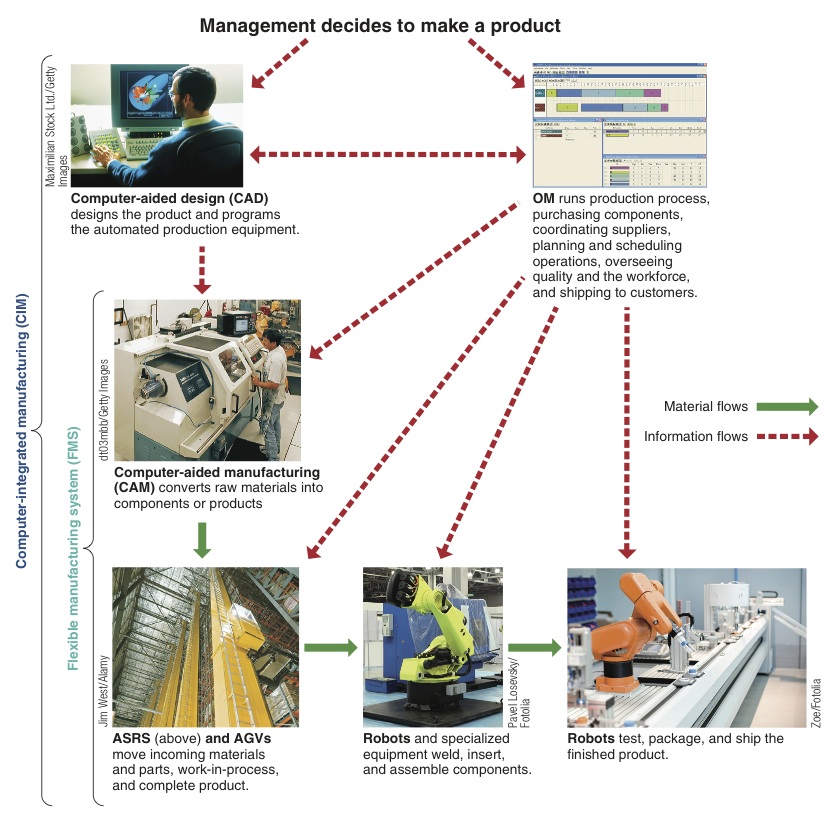 Management decides to make a product
Maximilian Stock Ltd./Getty
Images
Computer-aided design (CAD)
designs the product and programs
the automated production equipment.
OM runs production process,
purchasing components,
coordinating suppliers,
planning and scheduling
operations, overseeing
quality and the workforce,
and shipping to customers.
Computer-integrated manufacturing (CIM)
Flexible manufacturing system (FMS)
dt03mbb/Getty Images
Computer-aided manufacturing
(CAM) converts raw materials into
components or products
Material flows
Information flows
Jim West/Alamy
ASRS (above) and AGVs
move incoming materials
and parts, work-in-process,
and complete product.
Pavel Losevsky/
Fotolia
Robots and specialized
equipment weld, insert,
and assemble components.
Zoe/Fotolia
Robots test, package, and ship the
finished product.